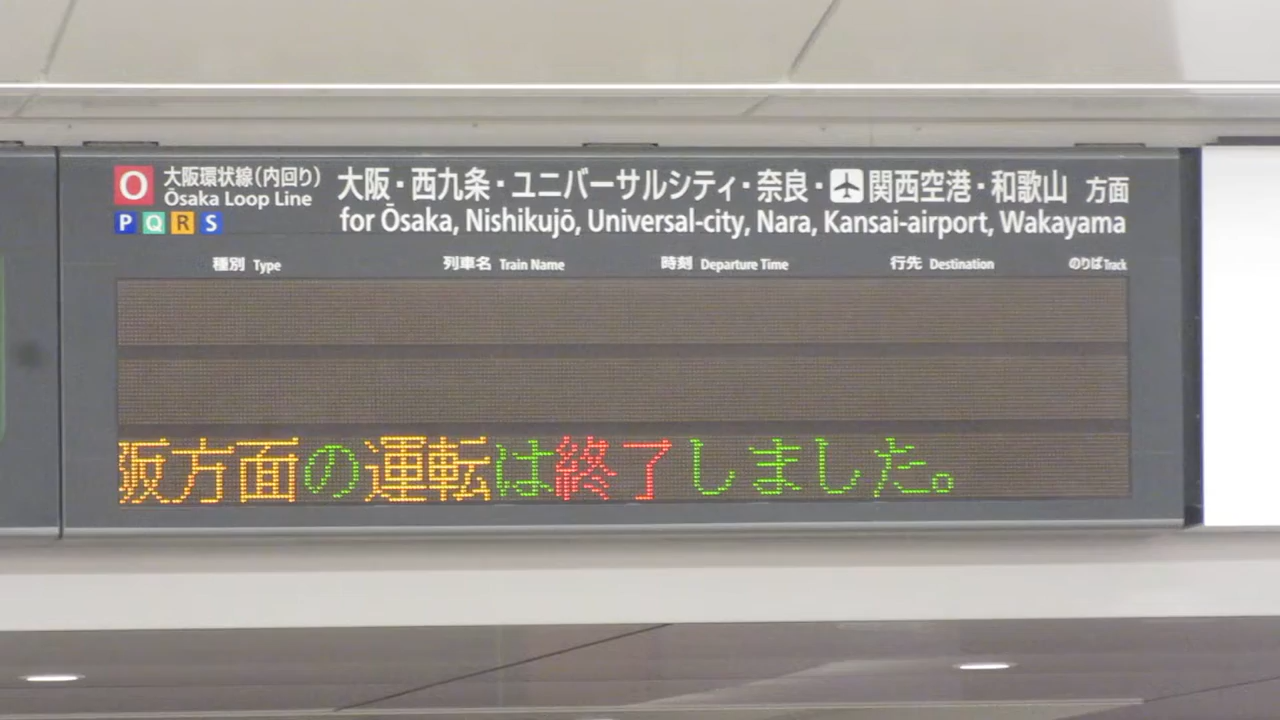 O 大阪環状線(内回り) 大阪・西九条・ユニバーサルシティ・奈良・関西空港・和歌山 方面
Ōsaka Loop Line for Ōsaka, Nishikujō, Universal-city, Nara, Kansai-airport, Wakayama
P Q R S
種別 Type 列車名 Train Name 時刻 Departure Time 行先 Destination のりば Track
阪方面の運転は終了しました。